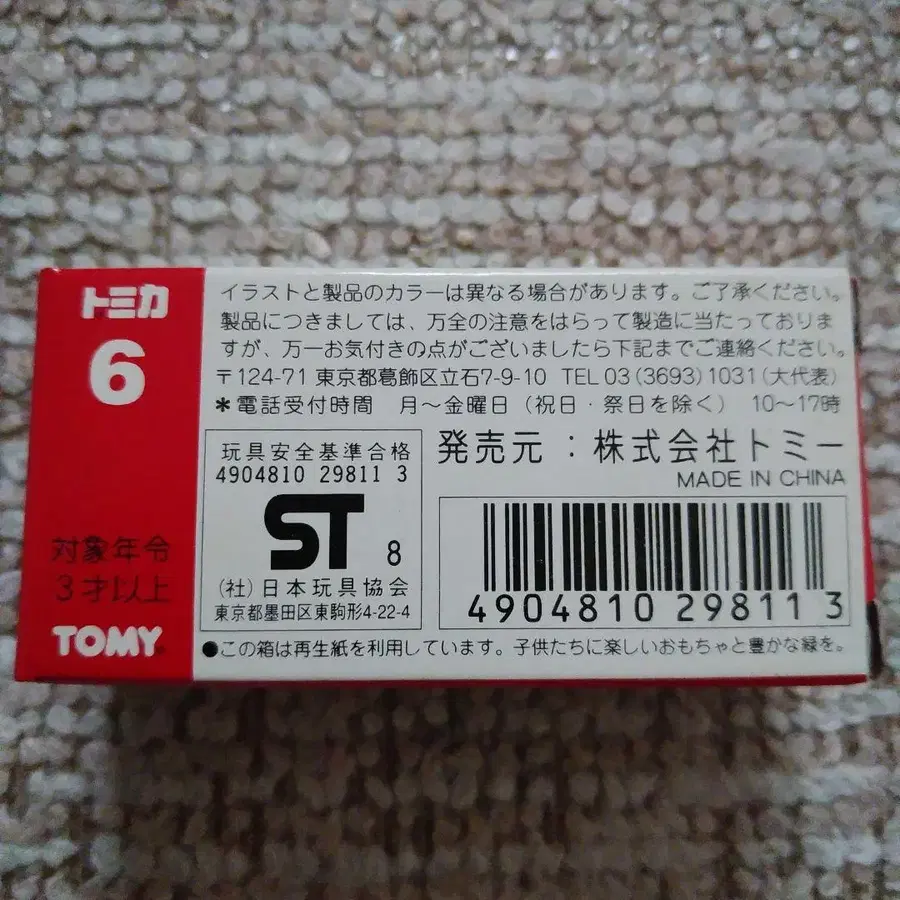 トミカ
6
対象年令
3才以上
TOMY
イラストと製品のカラーは異なる場合があります。ご了承ください。
製品につきましては、万全の注意をはらって製造に当たっておりま
すが、万一お気付きの点がございましたら下記までご連絡ください。
〒124-71 東京都葛飾区立石7-9-10 TEL 03(3693)1031(大代表)
＊電話受付時間 月〜金曜日(祝日・祭日を除く) 10〜17時
玩具安全基準合格
4904810 29811 3
ST 8
(社)日本玩具協会
東京都墨田区東駒形4-22-4
発売元：株式会社トミー
MADE IN CHINA
4904810 298113
●この箱は再生紙を利用しています。子供たちに楽しいおもちゃと豊かな緑を。